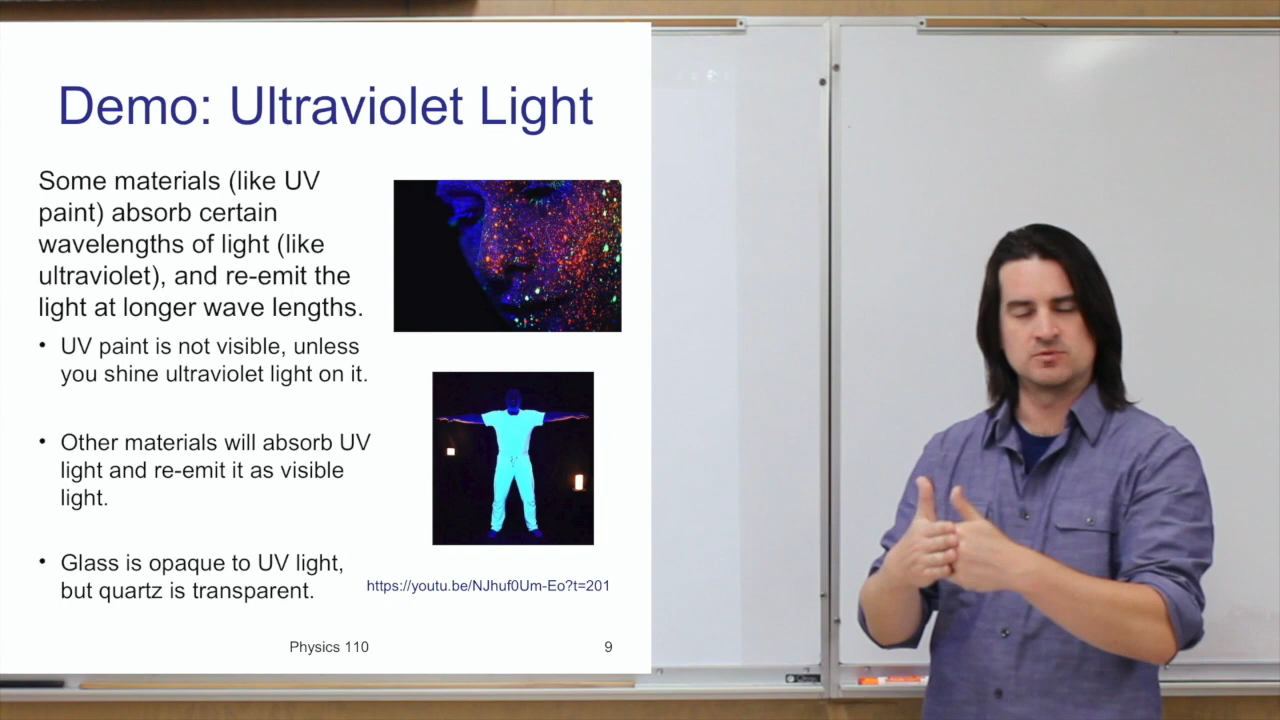 Demo: Ultraviolet Light
Some materials (like UV
paint) absorb certain
wavelengths of light (like
ultraviolet), and re-emit the
light at longer wave lengths.
• UV paint is not visible, unless
you shine ultraviolet light on it.
• Other materials will absorb UV
light and re-emit it as visible
light.
• Glass is opaque to UV light,
but quartz is transparent.
https://youtu.be/NJhuf0Um-Eo?t=201
Physics 110
9